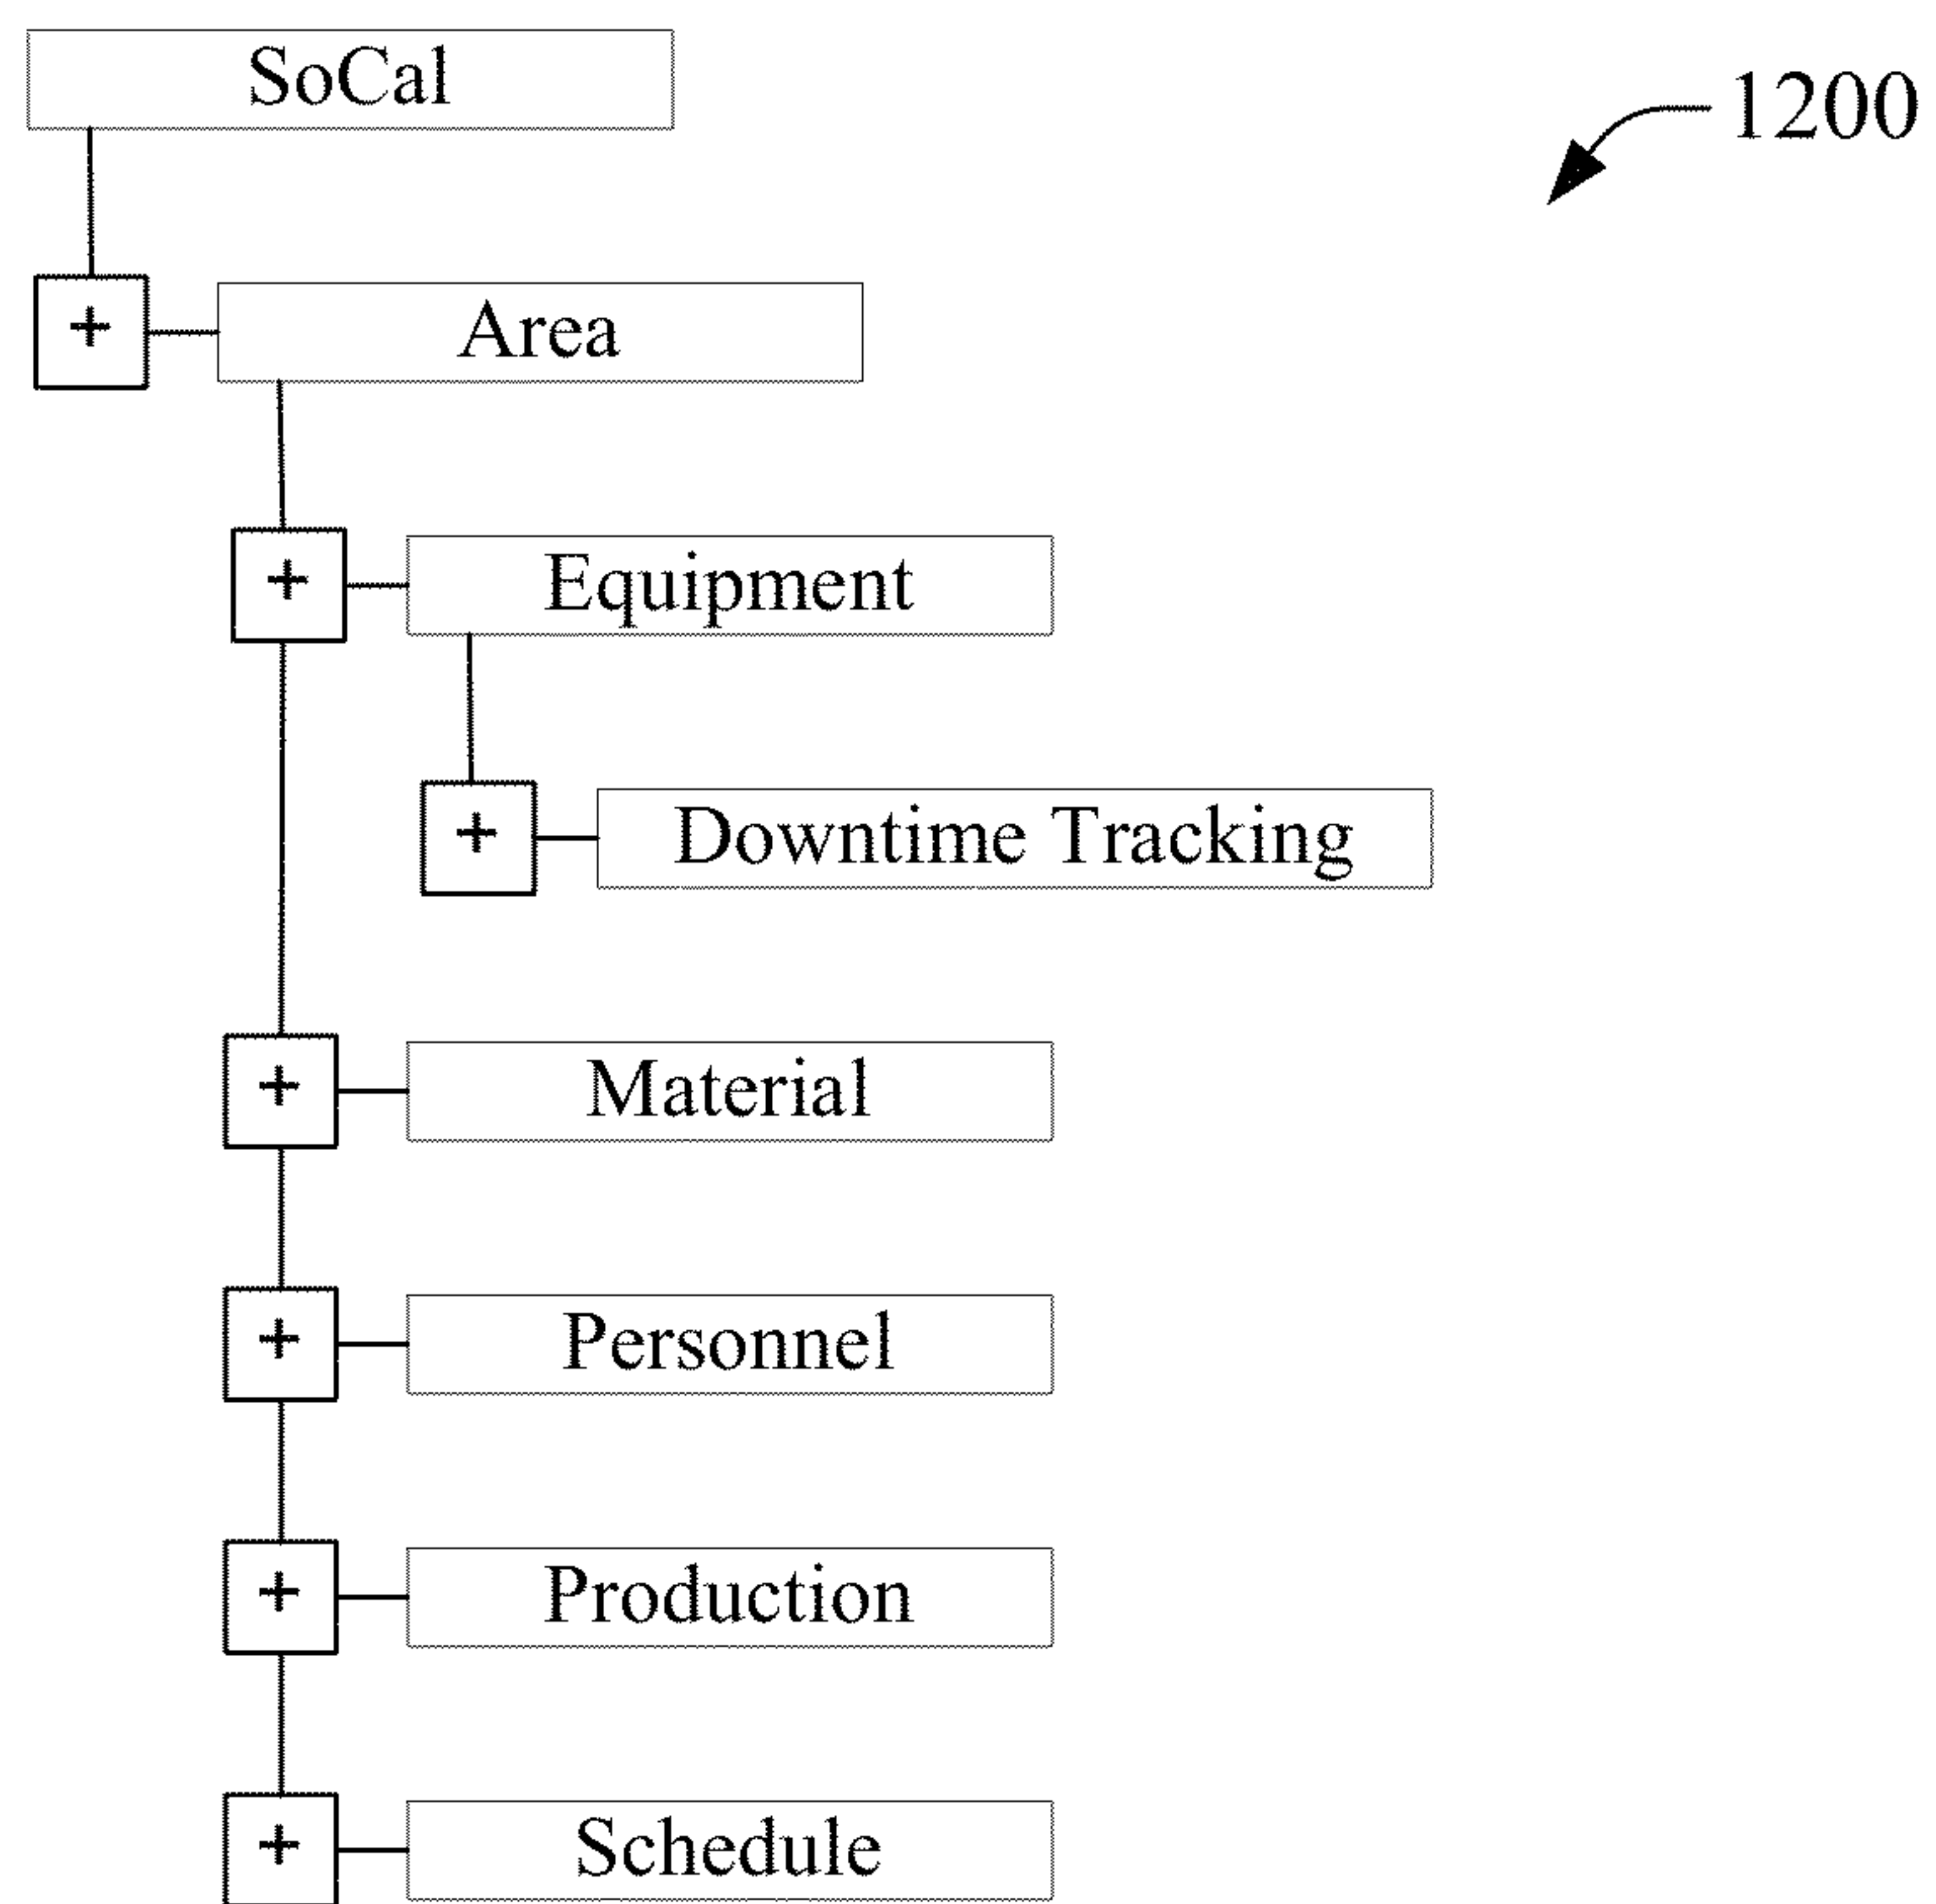 SoCal
1200
+
Area
+
Equipment
+
Downtime Tracking
+
Material
+
Personnel
+
Production
+
Schedule